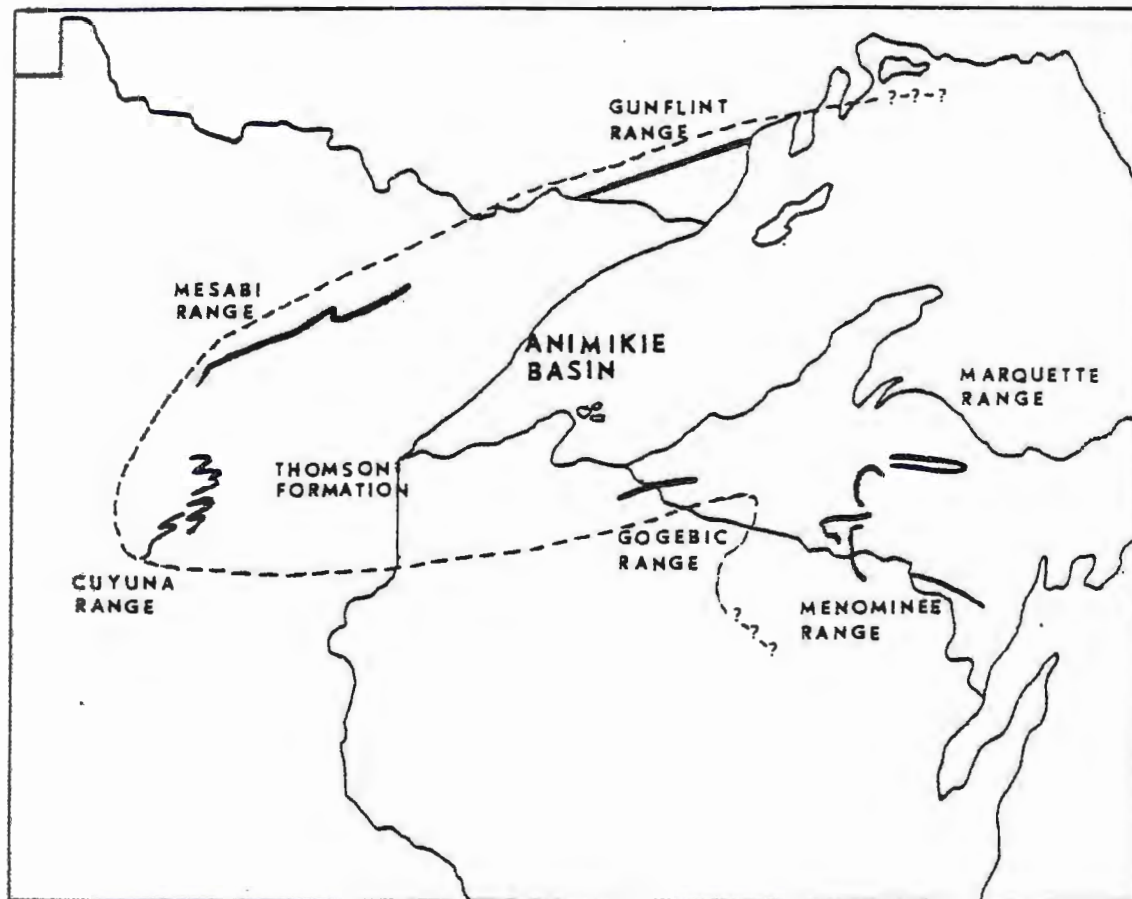 GUNFLINT
RANGE
?-?-?
MESABI
RANGE
ANIMIKIE
BASIN
MARQUETTE
RANGE
THOMSON
FORMATION
GOGEBIC
RANGE
CUYUNA
RANGE
MENOMINEE
RANGE
?-?-?